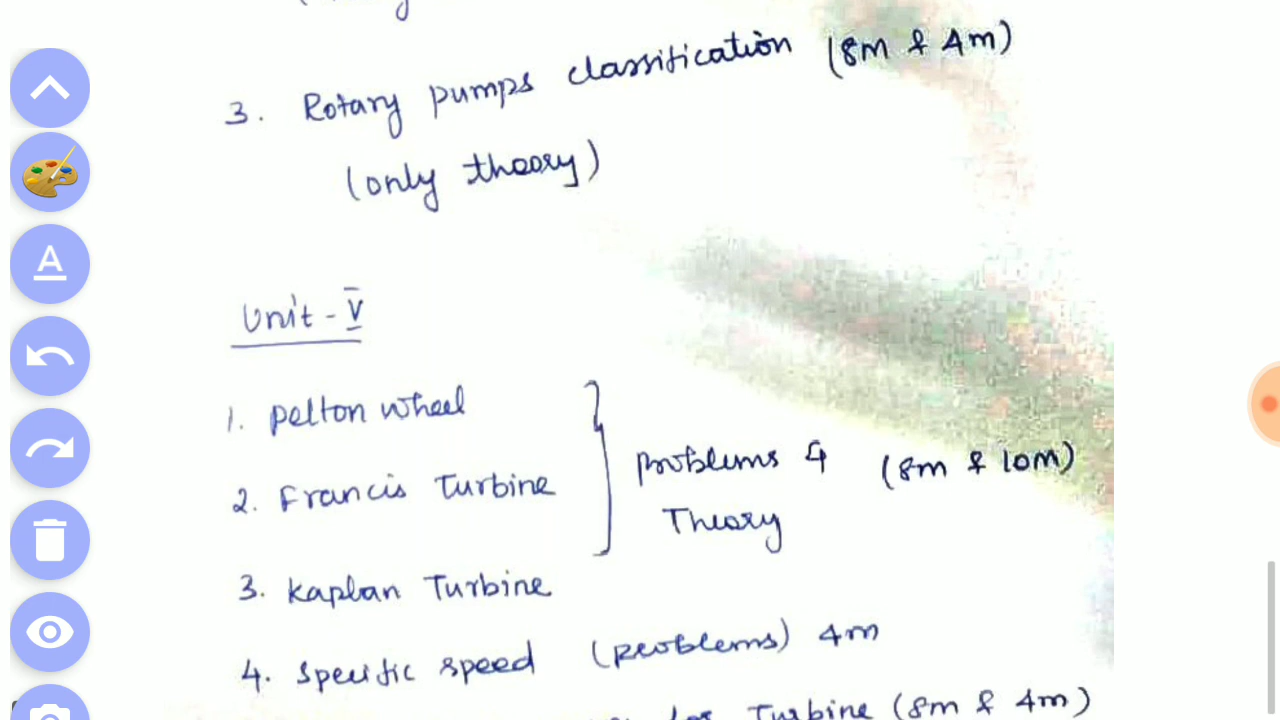 3. Rotary pumps classification (8m & 4m)
(only theory)
Unit - V
1. pelton wheel
2. Francis Turbine
problems & (8m & 10m)
Theory
3. Kaplan Turbine
4. Specific speed (problems) 4m
for Turbine (8m & 4m)
A